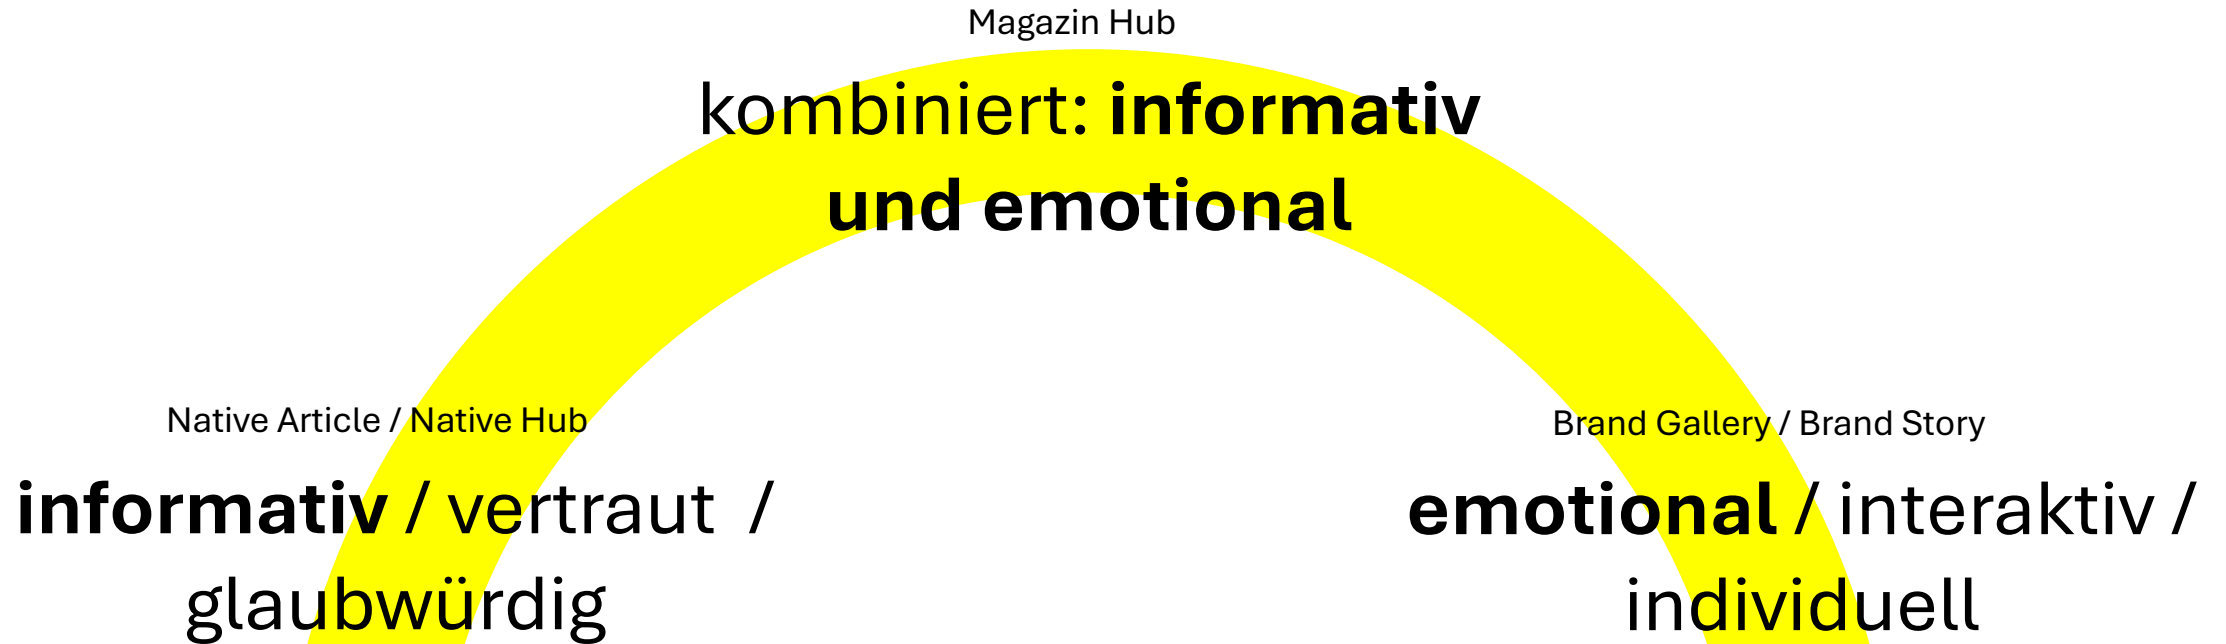 Magazin Hub
kombiniert: informativ
und emotional
Native Article / Native Hub
informativ / vertraut /
glaubwürdig
Brand Gallery / Brand Story
emotional / interaktiv /
individuell